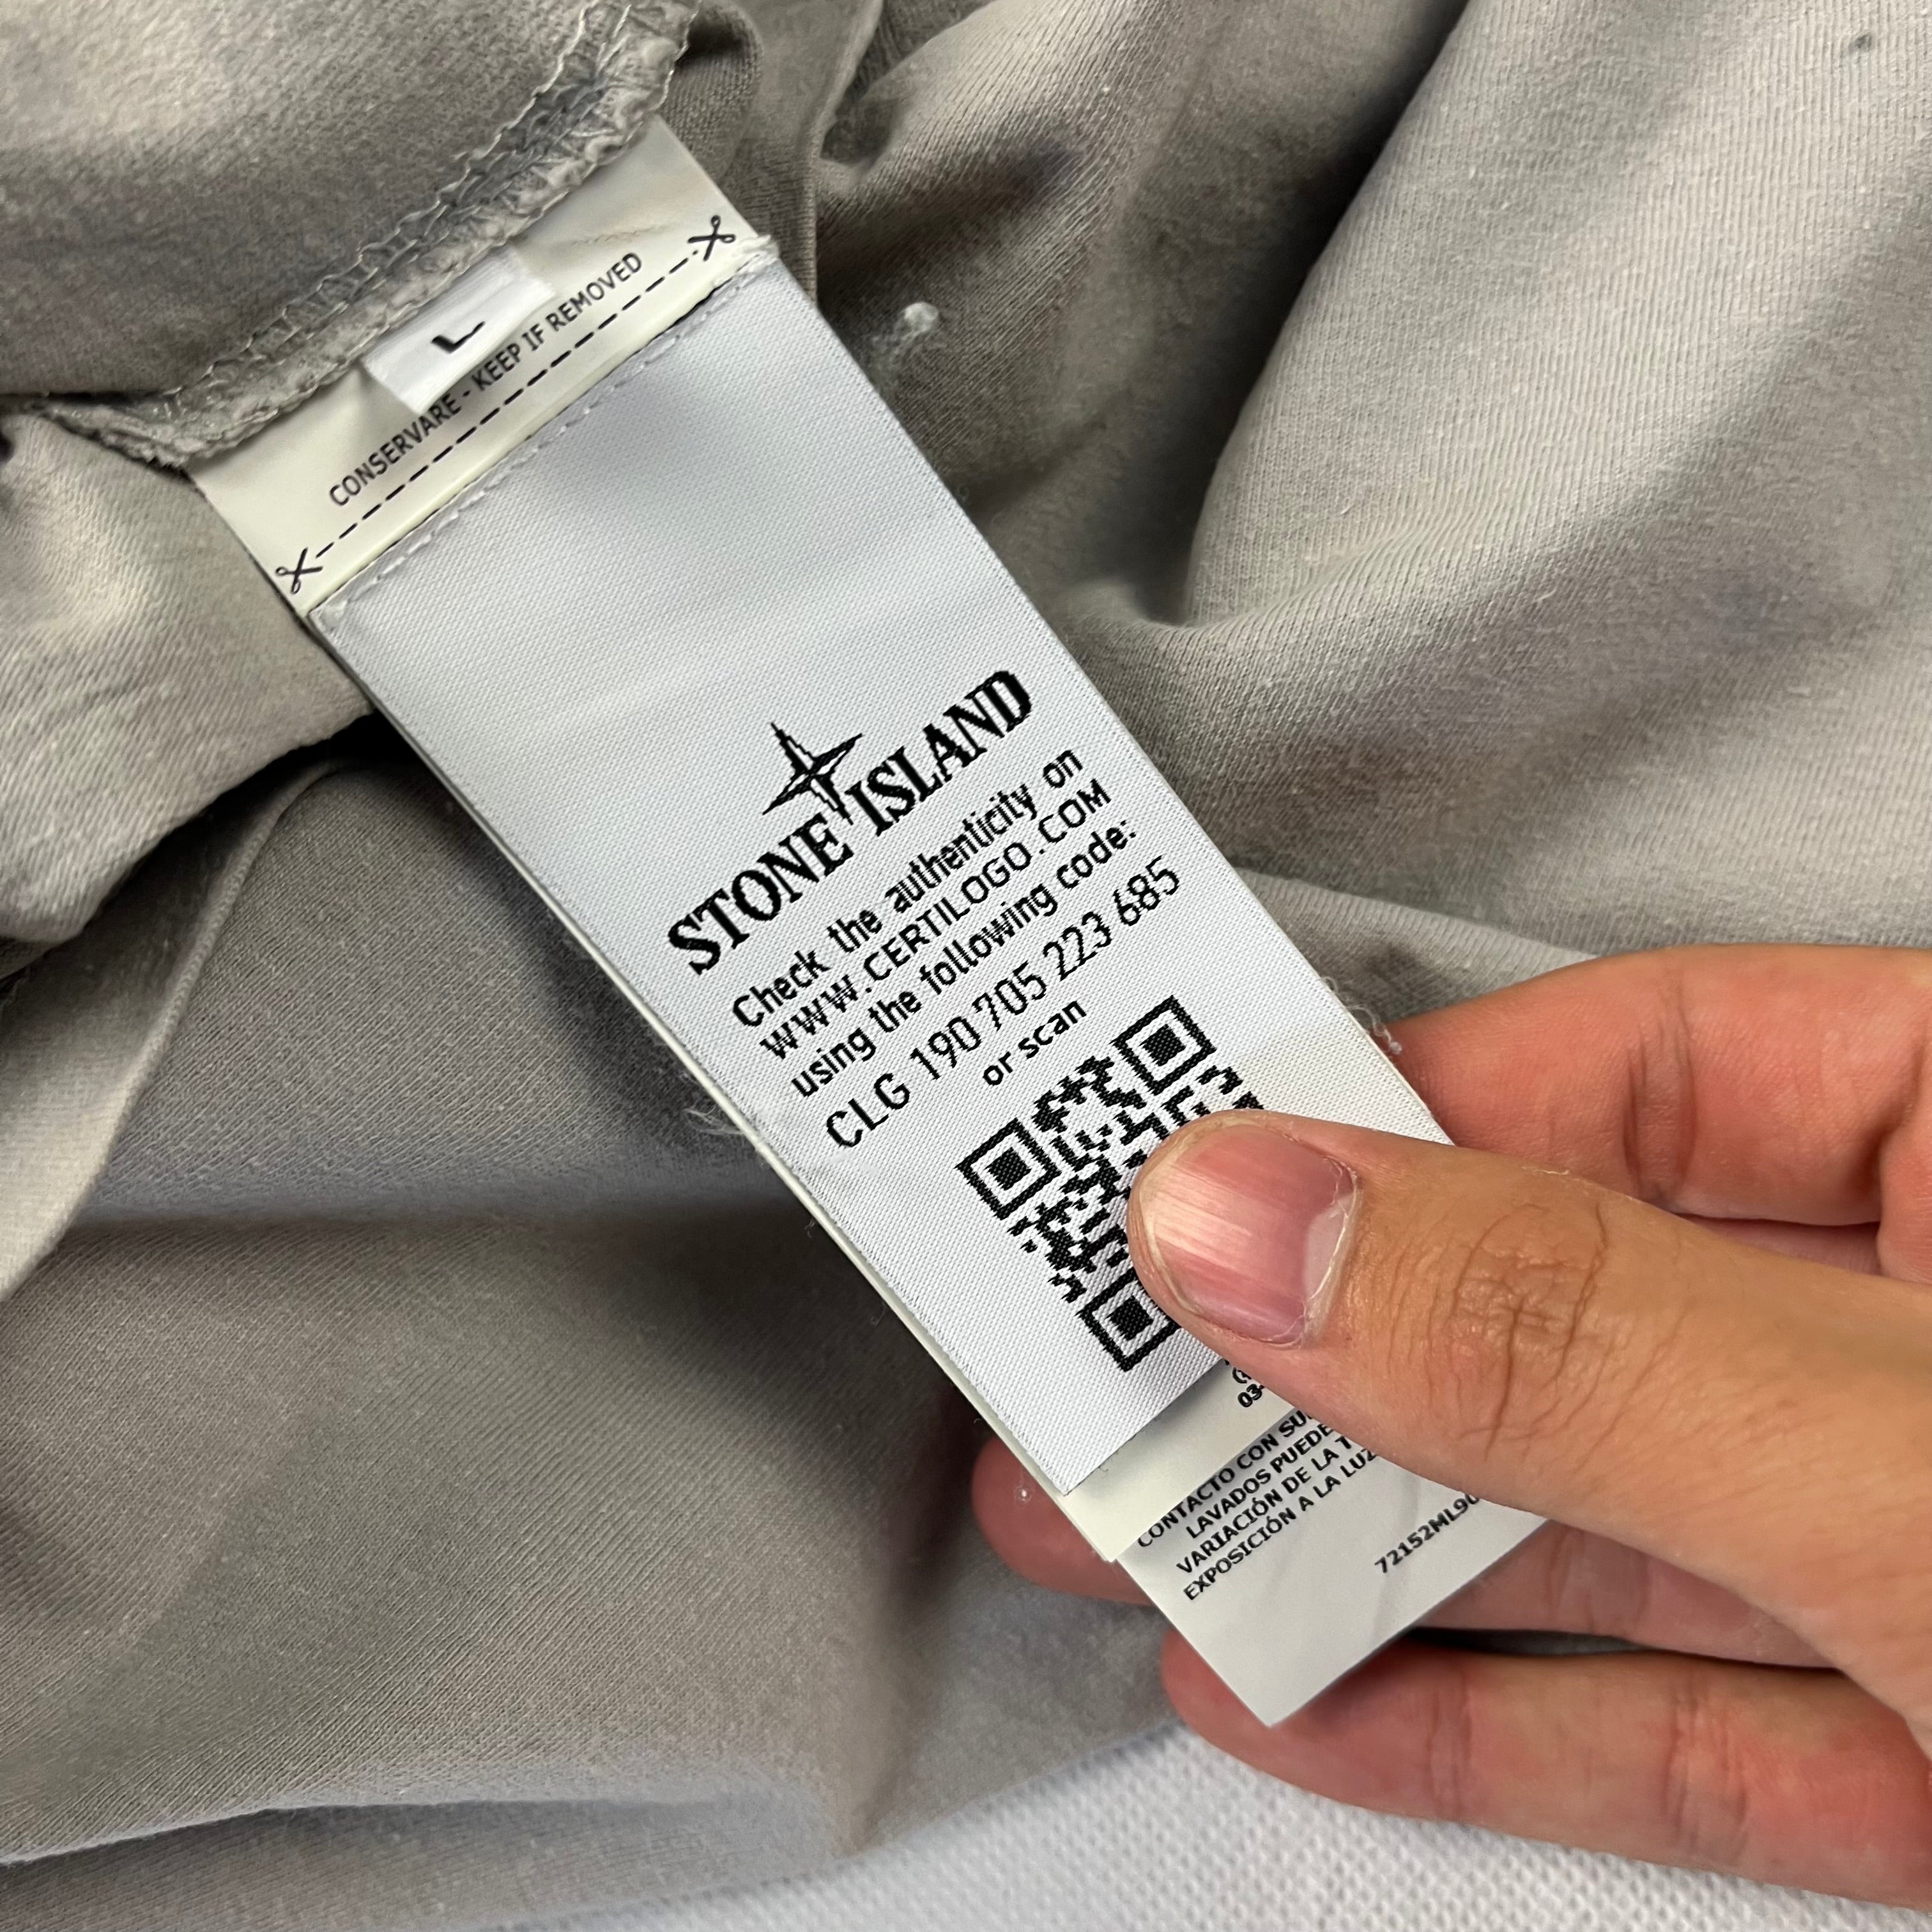 L
CONSERVARE - KEEP IF REMOVED
STONE ISLAND
Check the authenticity on
WWW.CERTILOGO.COM
using the following code:
CLG 190 705 223 685
or scan
CONTACTO CON
LAVADOS PUEDE
VARIACIÓN DE LA
EXPOSICIÓN A LA LUZ